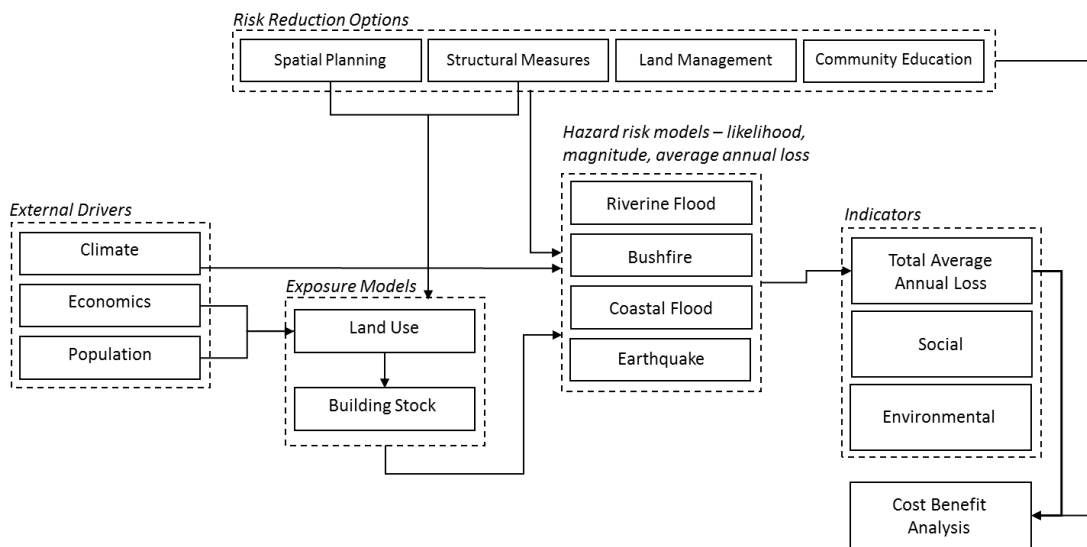 Risk Reduction Options
Spatial Planning
Structural Measures
Land Management
Community Education
Hazard risk models – likelihood,
magnitude, average annual loss
Riverine Flood
Bushfire
Coastal Flood
Earthquake
External Drivers
Climate
Economics
Population
Exposure Models
Land Use
Building Stock
Indicators
Total Average
Annual Loss
Social
Environmental
Cost Benefit
Analysis